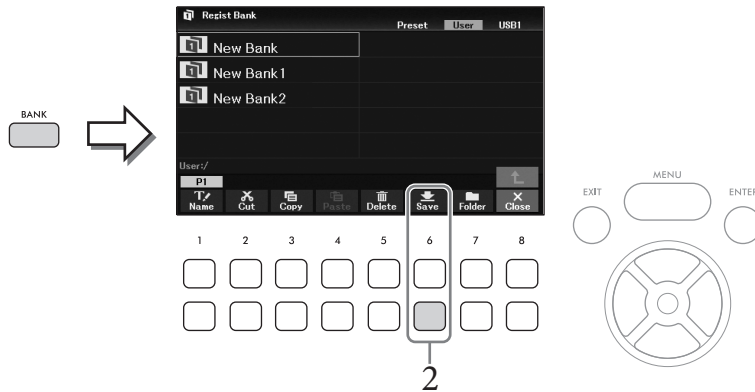 Regist Bank
Preset User USB1
New Bank
New Bank1
New Bank2
BANK
User:/
P1
Name Cut Copy Paste Delete Save Folder Close
EXIT MENU ENTER
1 2 3 4 5 6 7 8
2